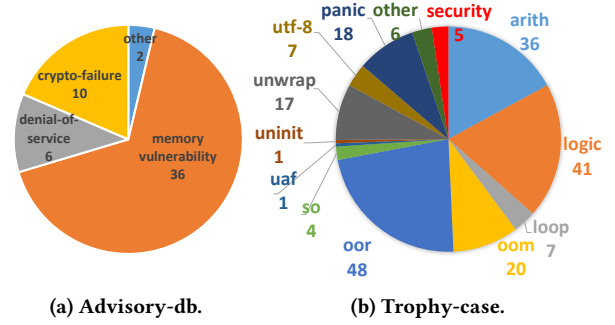 other
2
crypto-failure
10
denial-of-
service
6
memory
vulnerability
36
(a) Advisory-db.
panic
18
other
6
security
5
arith
36
utf-8
7
unwrap
17
logic
41
uninit
1
uaf
1
so
4
loop
7
oor
48
oom
20
(b) Trophy-case.